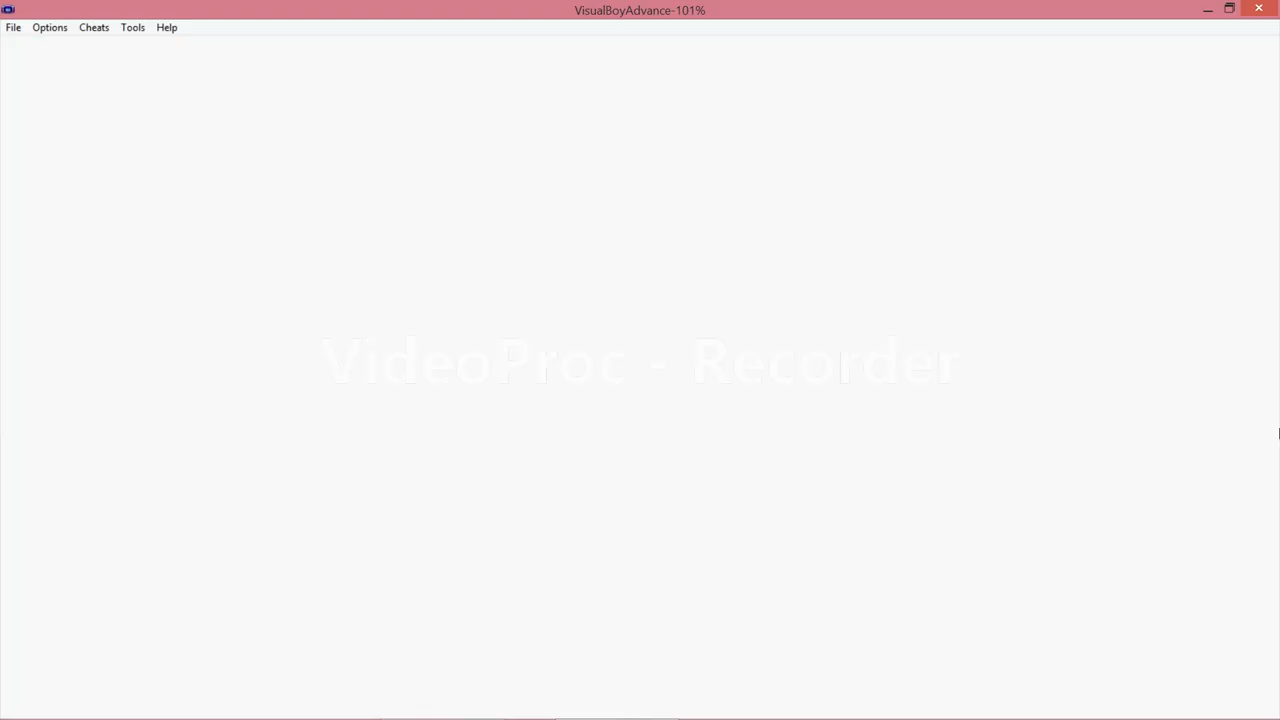 VisualBoyAdvance-101%
File Options Cheats Tools Help
VideoProc - Recorder